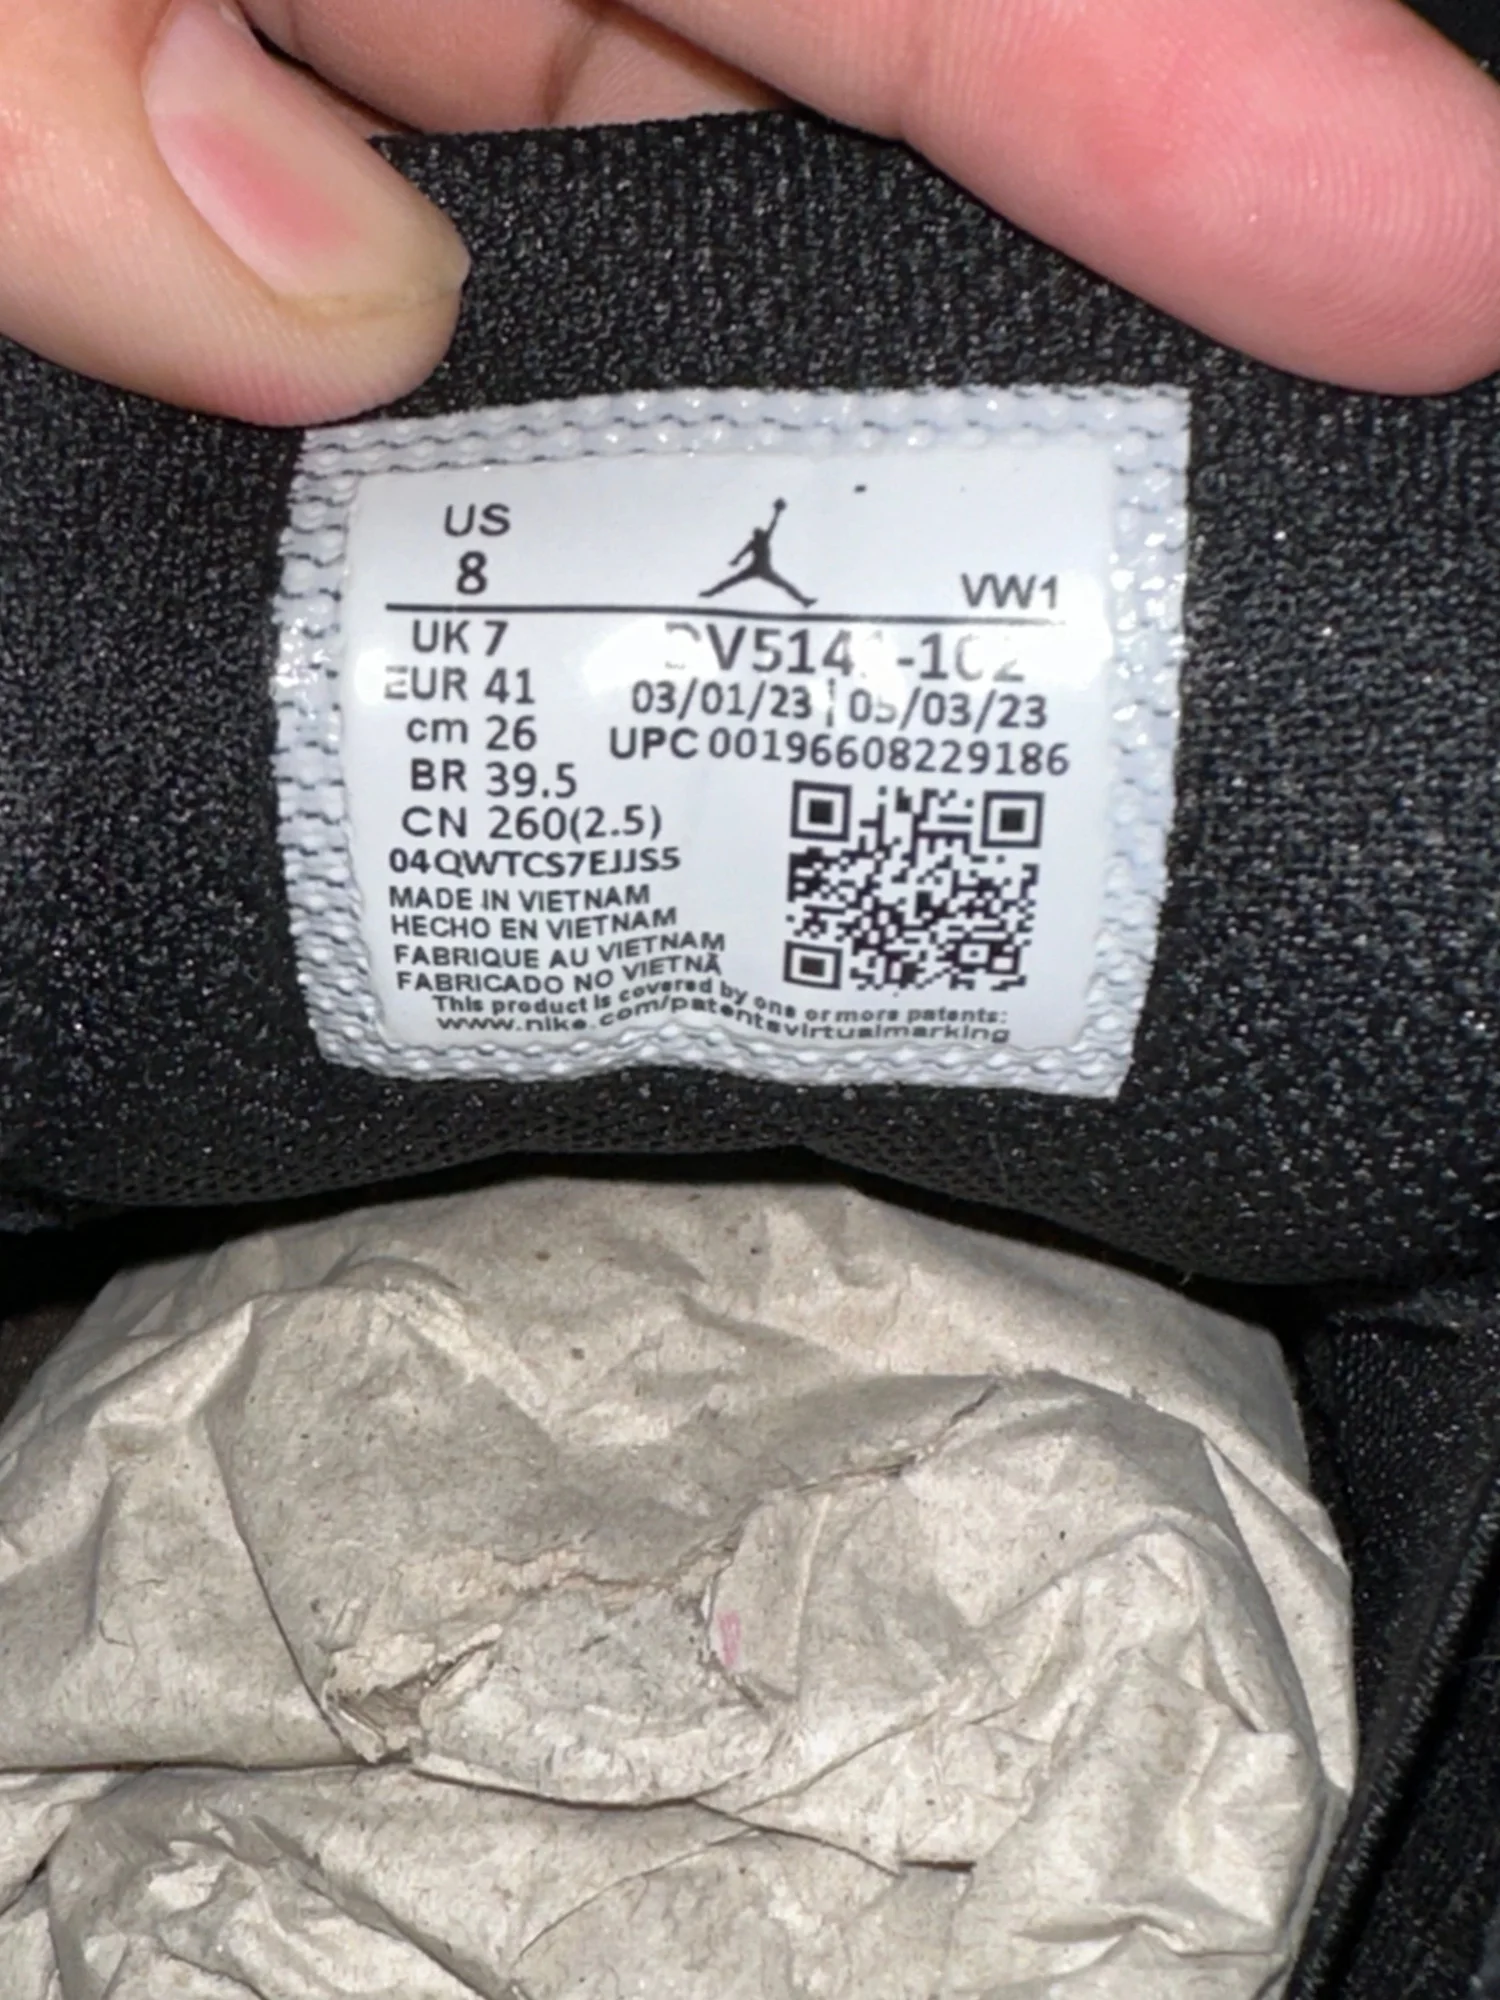 US
8
VW1
UK 7
EUR 41
cm 26
BR 39.5
CN 260(2.5)
03/01/23 | 05/03/23
UPC 00196608229186
04QWTCS7EJJS5
MADE IN VIETNAM
HECHO EN VIETNAM
FABRIQUE AU VIETNAM
FABRICADO NO VIETNÃ
This product is covered by one or more patents:
www.nike.com/patentsvirtualmarking